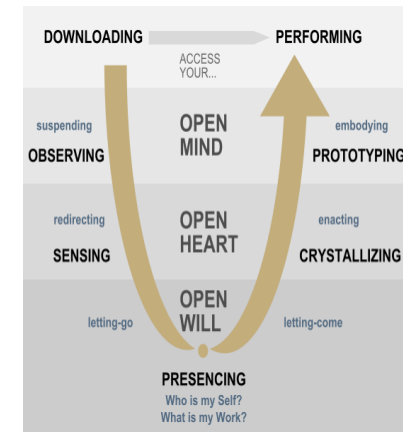 DOWNLOADING
PERFORMING
ACCESS
YOUR...
suspending
OPEN
MIND
embodying
OBSERVING
PROTOTYPING
redirecting
OPEN
HEART
enacting
SENSING
CRYSTALLIZING
OPEN
WILL
letting-go
letting-come
PRESENCING
Who is my Self?
What is my Work?